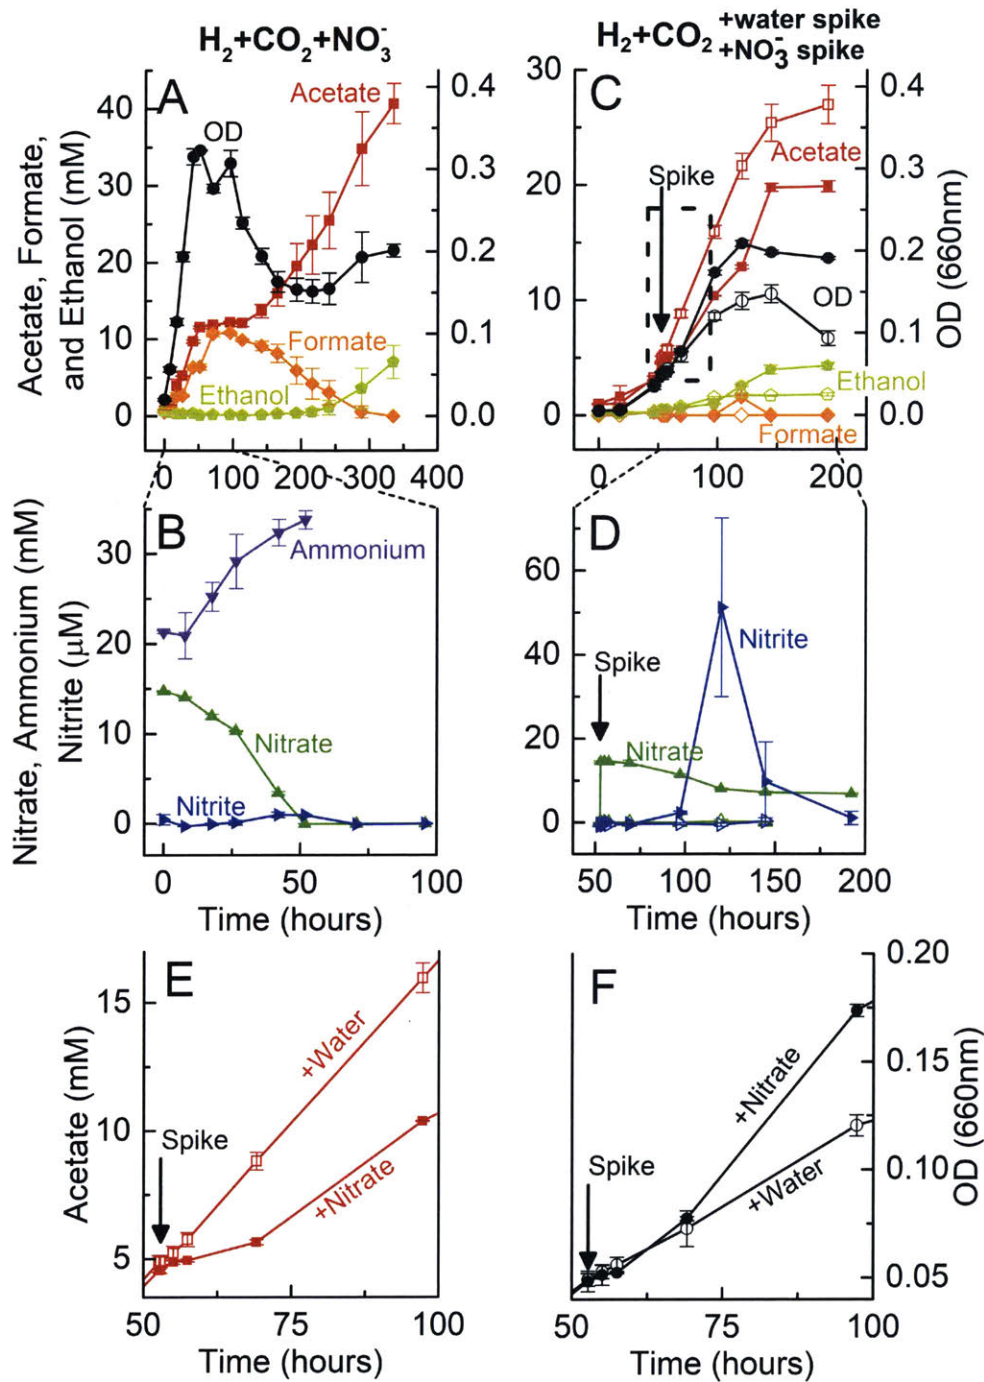 H2+CO2+NO3-
H2+CO2 +water spike
+NO3- spike
A
Acetate
OD
Formate
Ethanol
40
30
20
10
0
0.4
0.3
0.2
0.1
0.0
0 100 200 300 400
Acetate, Formate,
and Ethanol (mM)
C
Spike
Acetate
OD
Ethanol
Formate
30
20
10
0
0.4
0.3
0.2
0.1
0.0
0 100 200
OD (660nm)
B
Ammonium
Nitrate
Nitrite
30
20
10
0
0 50 100
Time (hours)
Nitrate, Ammonium (mM)
Nitrite (μM)
D
Spike
Nitrite
Nitrate
60
40
20
0
50 100 150 200
Time (hours)
E
+Water
+Nitrate
Spike
15
10
5
50 75 100
Time (hours)
Acetate (mM)
F
+Nitrate
+Water
Spike
0.20
0.15
0.10
0.05
50 75 100
Time (hours)
OD (660nm)